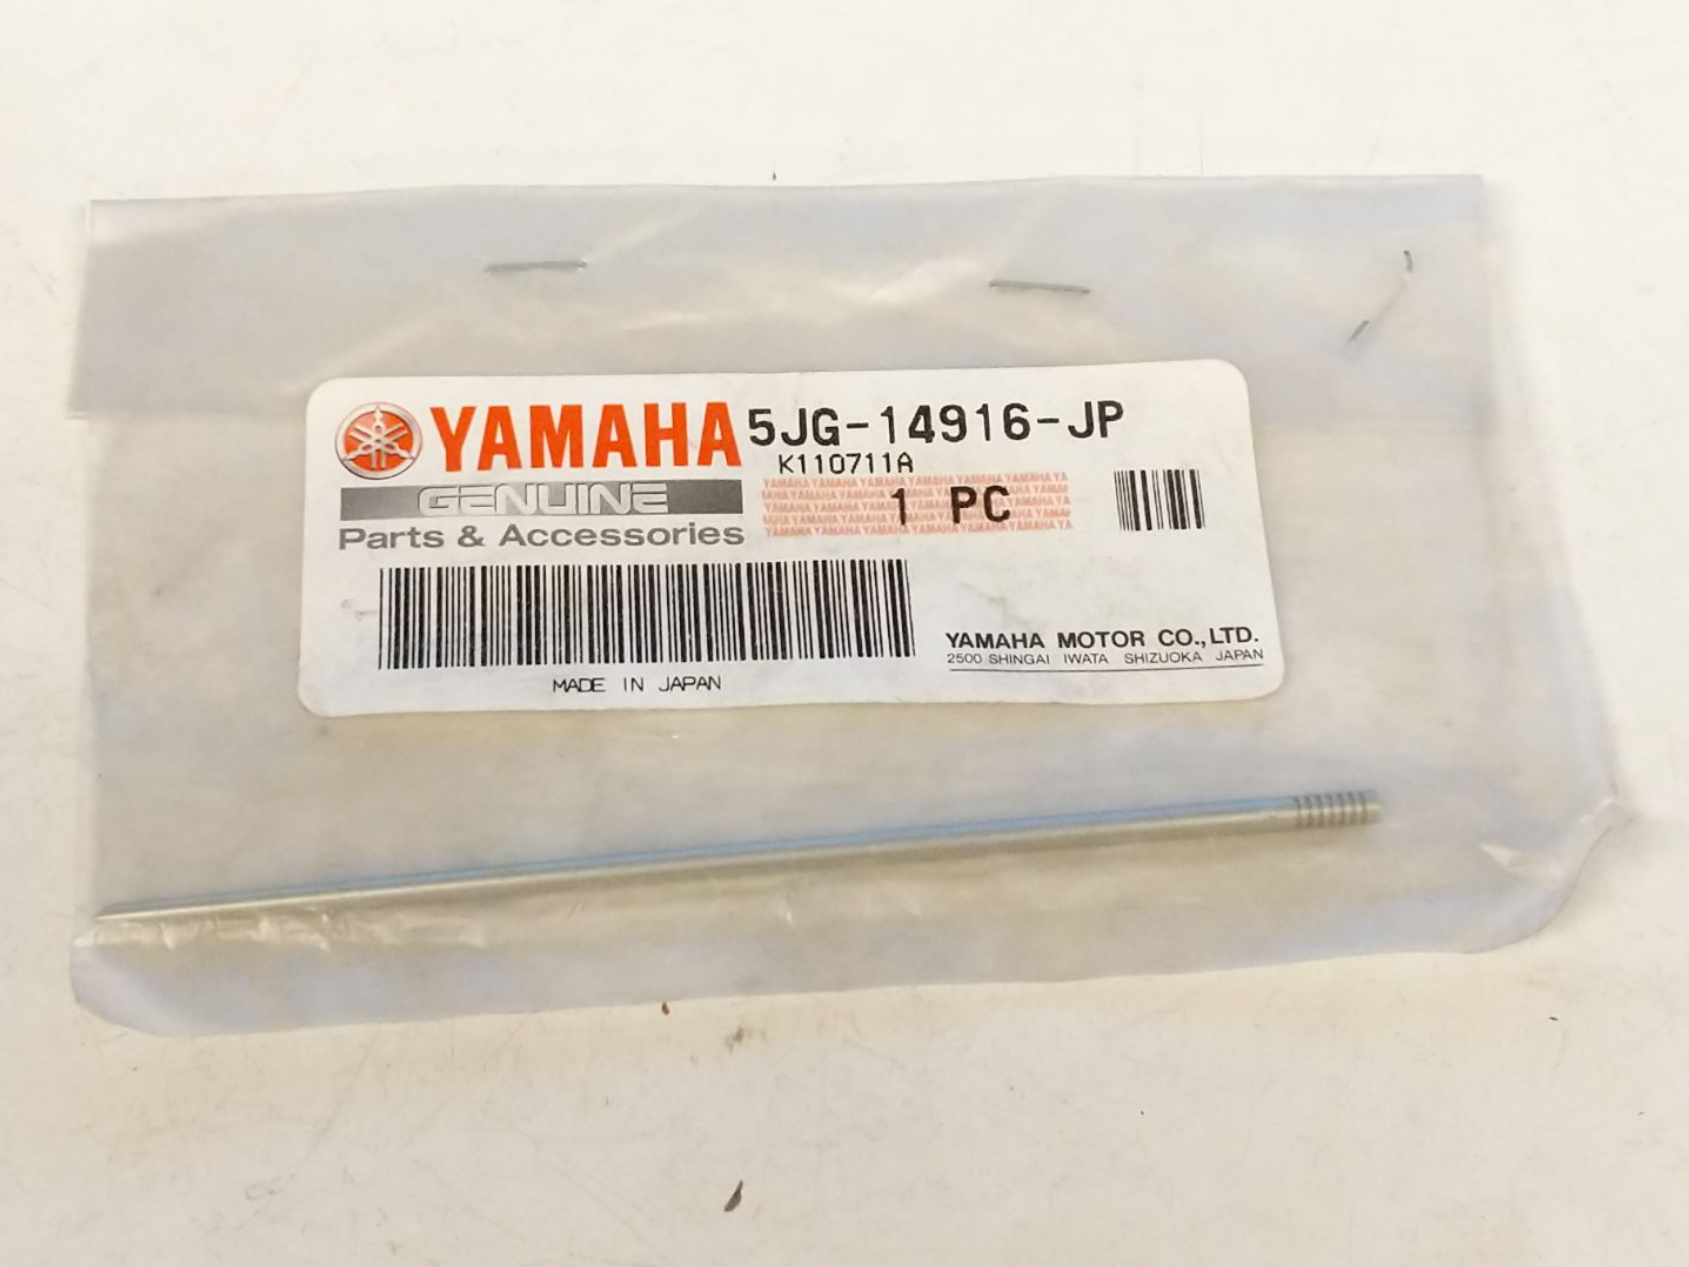 YAMAHA 5JG-14916-JP
K110711A
GENUINE
1 PC
Parts & Accessories
YAMAHA MOTOR CO., LTD.
2500 SHINGAI IWATA SHIZUOKA JAPAN
MADE IN JAPAN